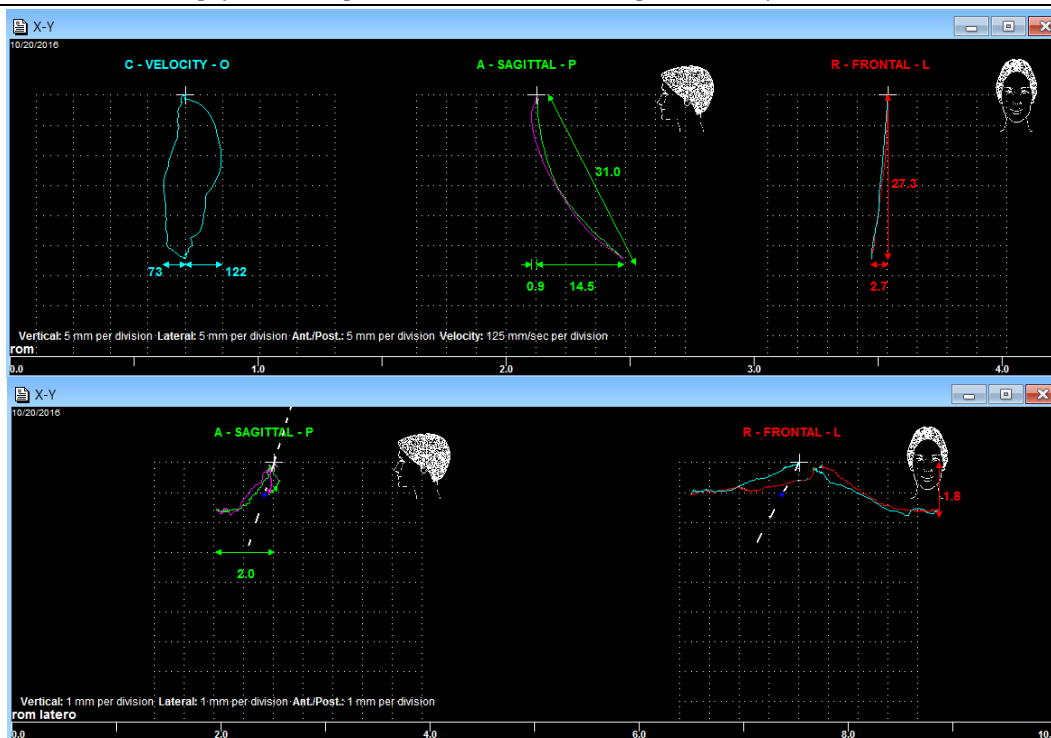 X-Y
10/20/2016
C - VELOCITY - O A - SAGITTAL - P R - FRONTAL - L
31.0
27.3
73 122
0.9 14.5
2.7
Vertical: 5 mm per division Lateral: 5 mm per division Ant./Post.: 5 mm per division Velocity: 125 mm/sec per division
rom
0.0 1.0 2.0 3.0 4.0
X-Y
10/20/2016
A - SAGITTAL - P R - FRONTAL - L
1.8
2.0
Vertical: 1 mm per division Lateral: 1 mm per division Ant./Post.: 1 mm per division
rom latero
0.0 2.0 4.0 6.0 8.0